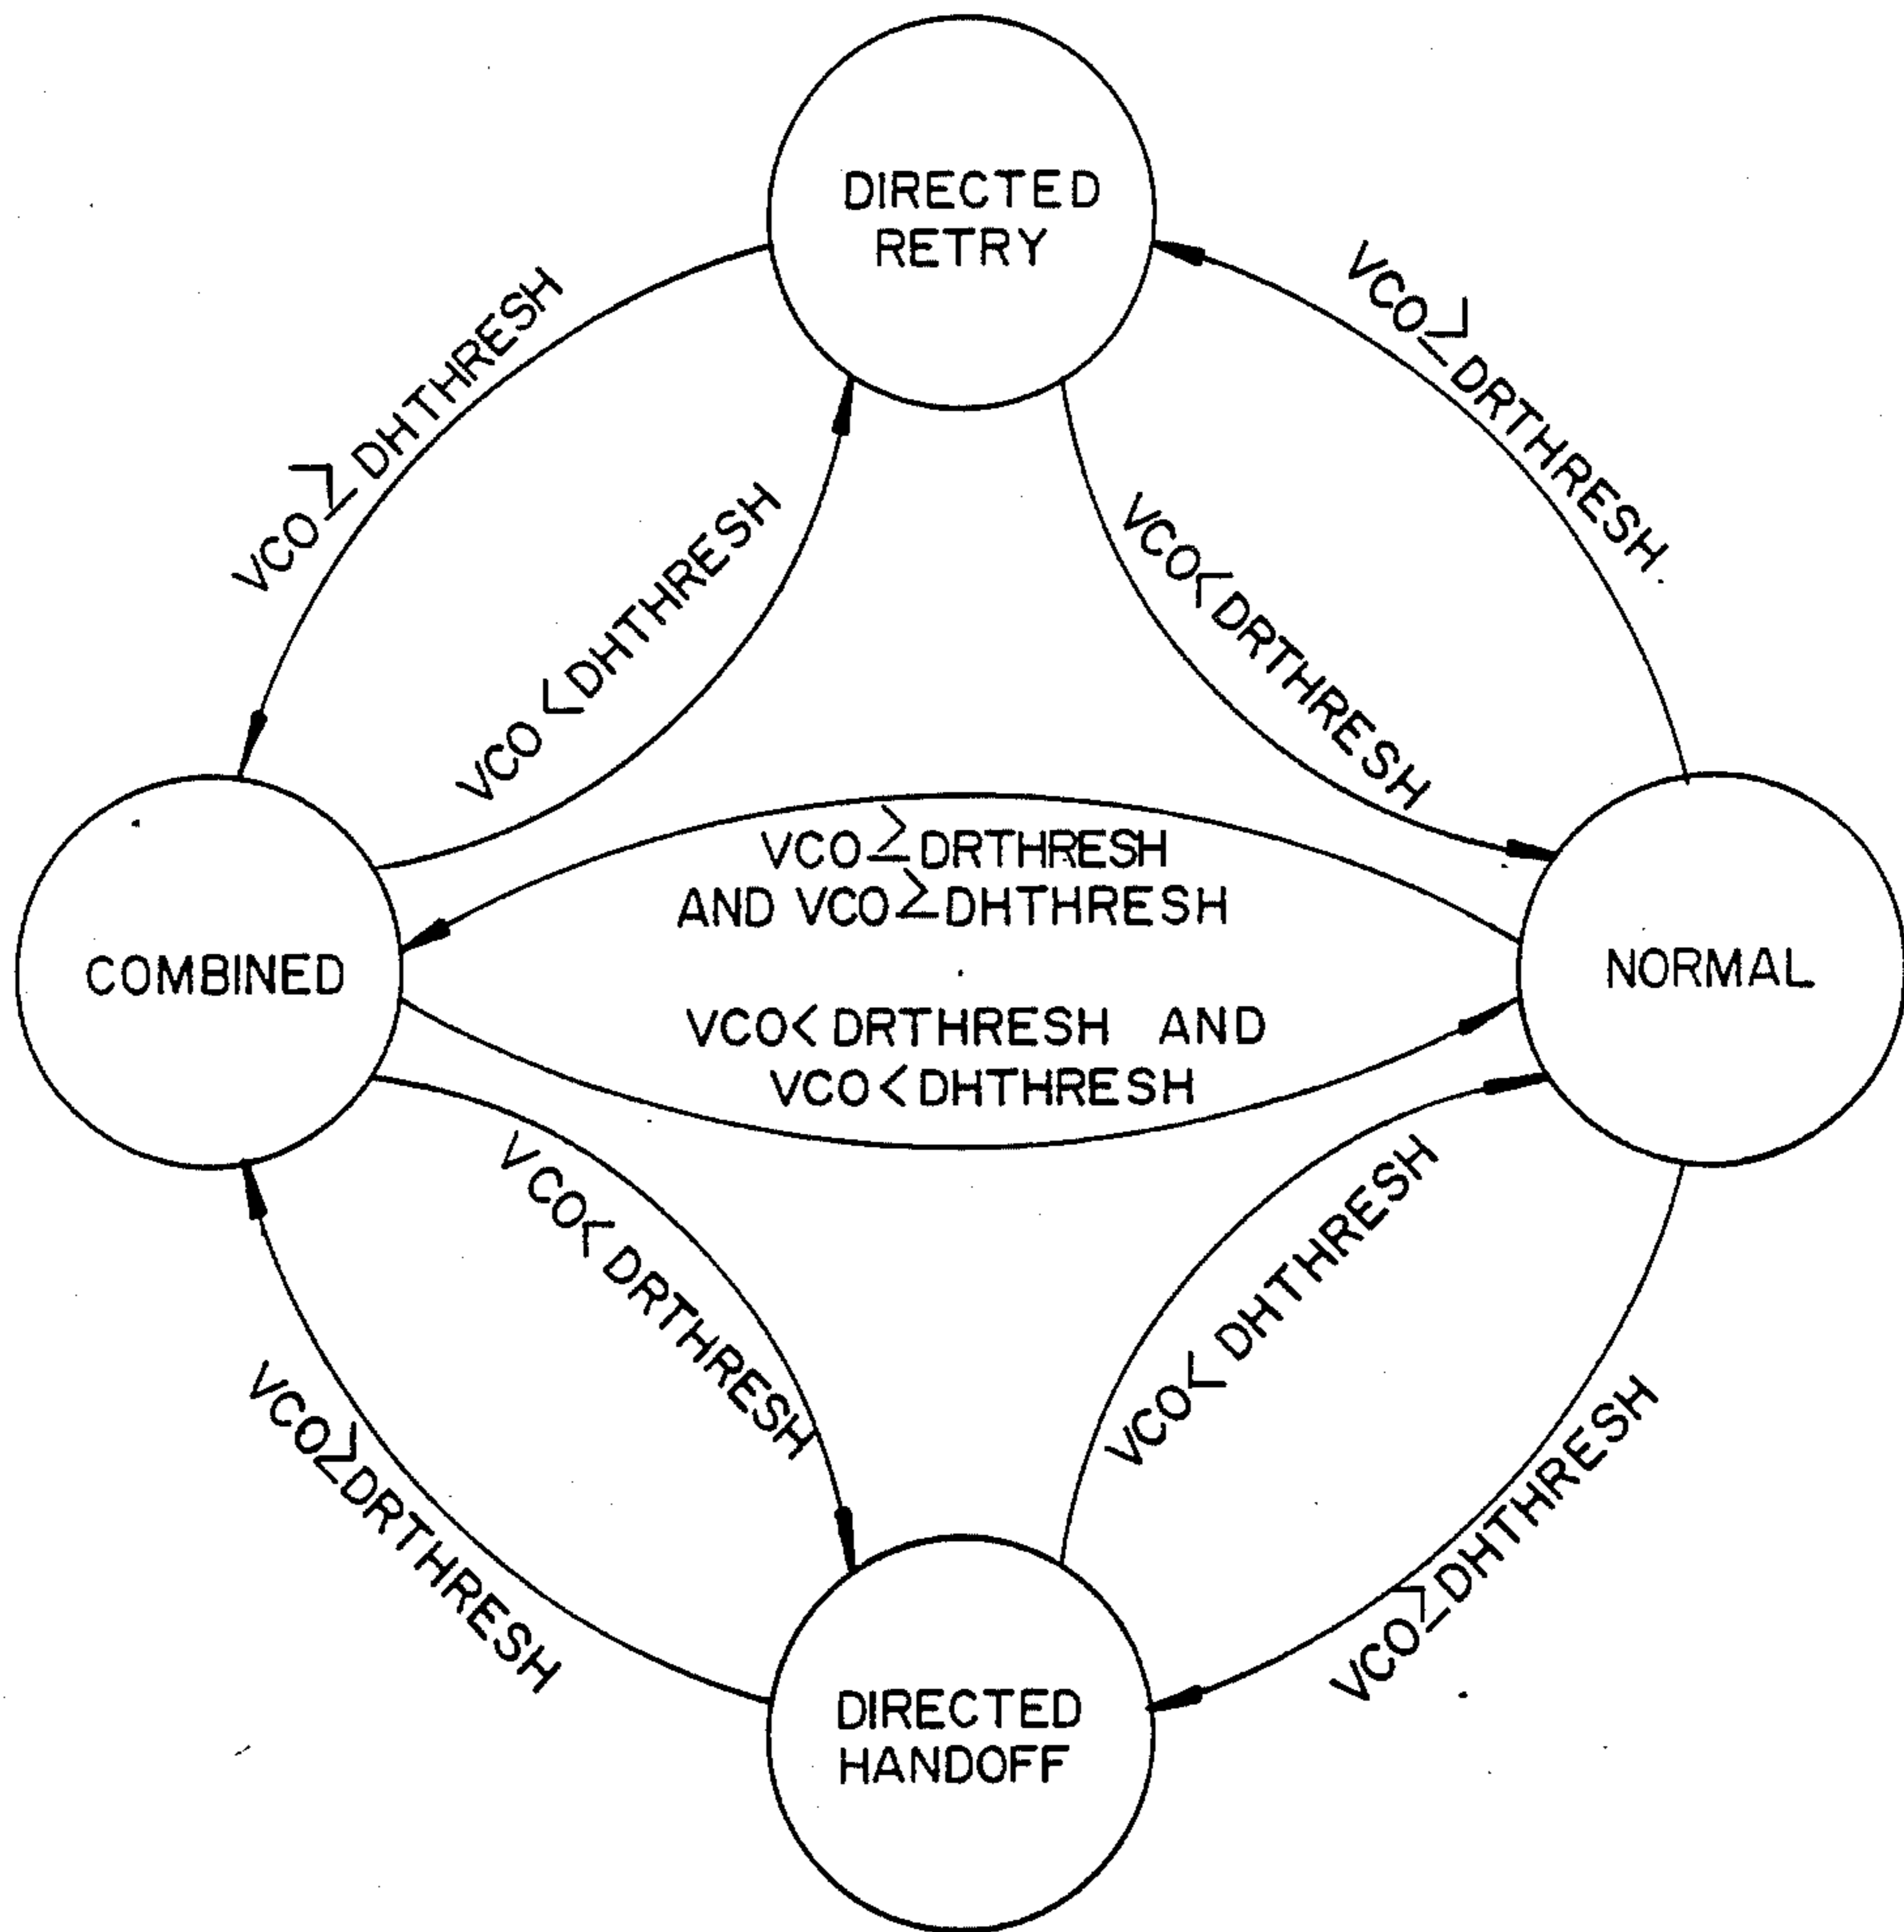 DIRECTED
RETRY
VCO≥DHTHRESH
VCO<DHTHRESH
VCO<DRTHRESH
VCO≥DRTHRESH
VCO≥DRTHRESH
AND VCO≥DHTHRESH
COMBINED
NORMAL
VCO<DRTHRESH AND
VCO<DHTHRESH
VCO≥DRTHRESH
VCO<DRTHRESH
VCO<DHTHRESH
VCO≥DHTHRESH
DIRECTED
HANDOFF